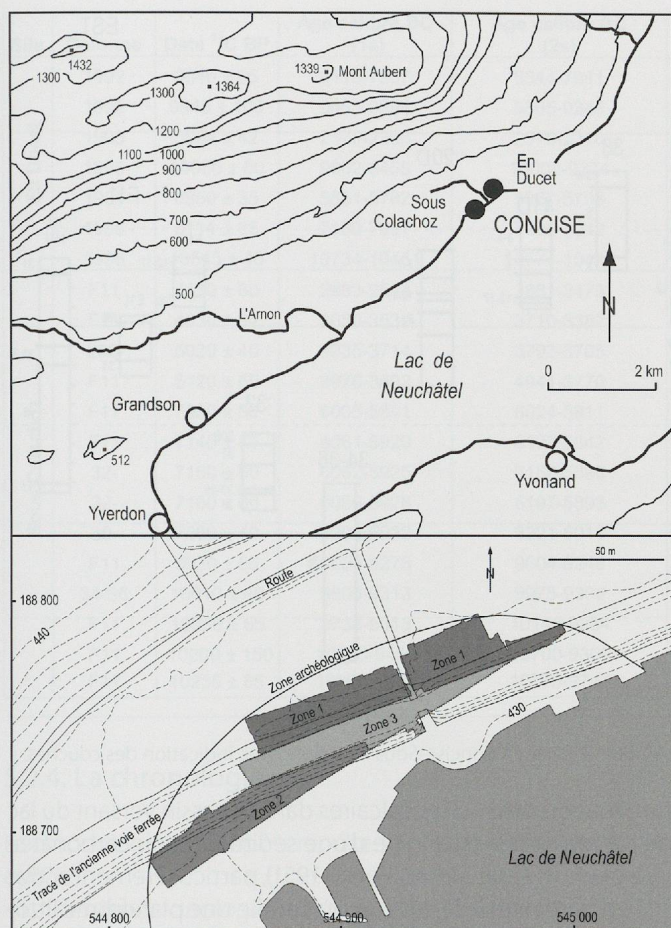 1432
1300
1300
1364
1339
Mont Aubert
1200
1100
1000
900
800
700
600
500
En
Ducet
Sous
Colachoz
CONCISE
N
L'Arnon
Lac de
Neuchâtel
0
2 km
Grandson
512
Yverdon
Yvonand
50 m
N
188 800
Route
440
Zone archéologique
Zone 1
Zone 1
Zone 3
430
Zone 2
188 700
Tracé de l'ancienne voie ferrée
Lac de Neuchâtel
544 800
544 900
545 000